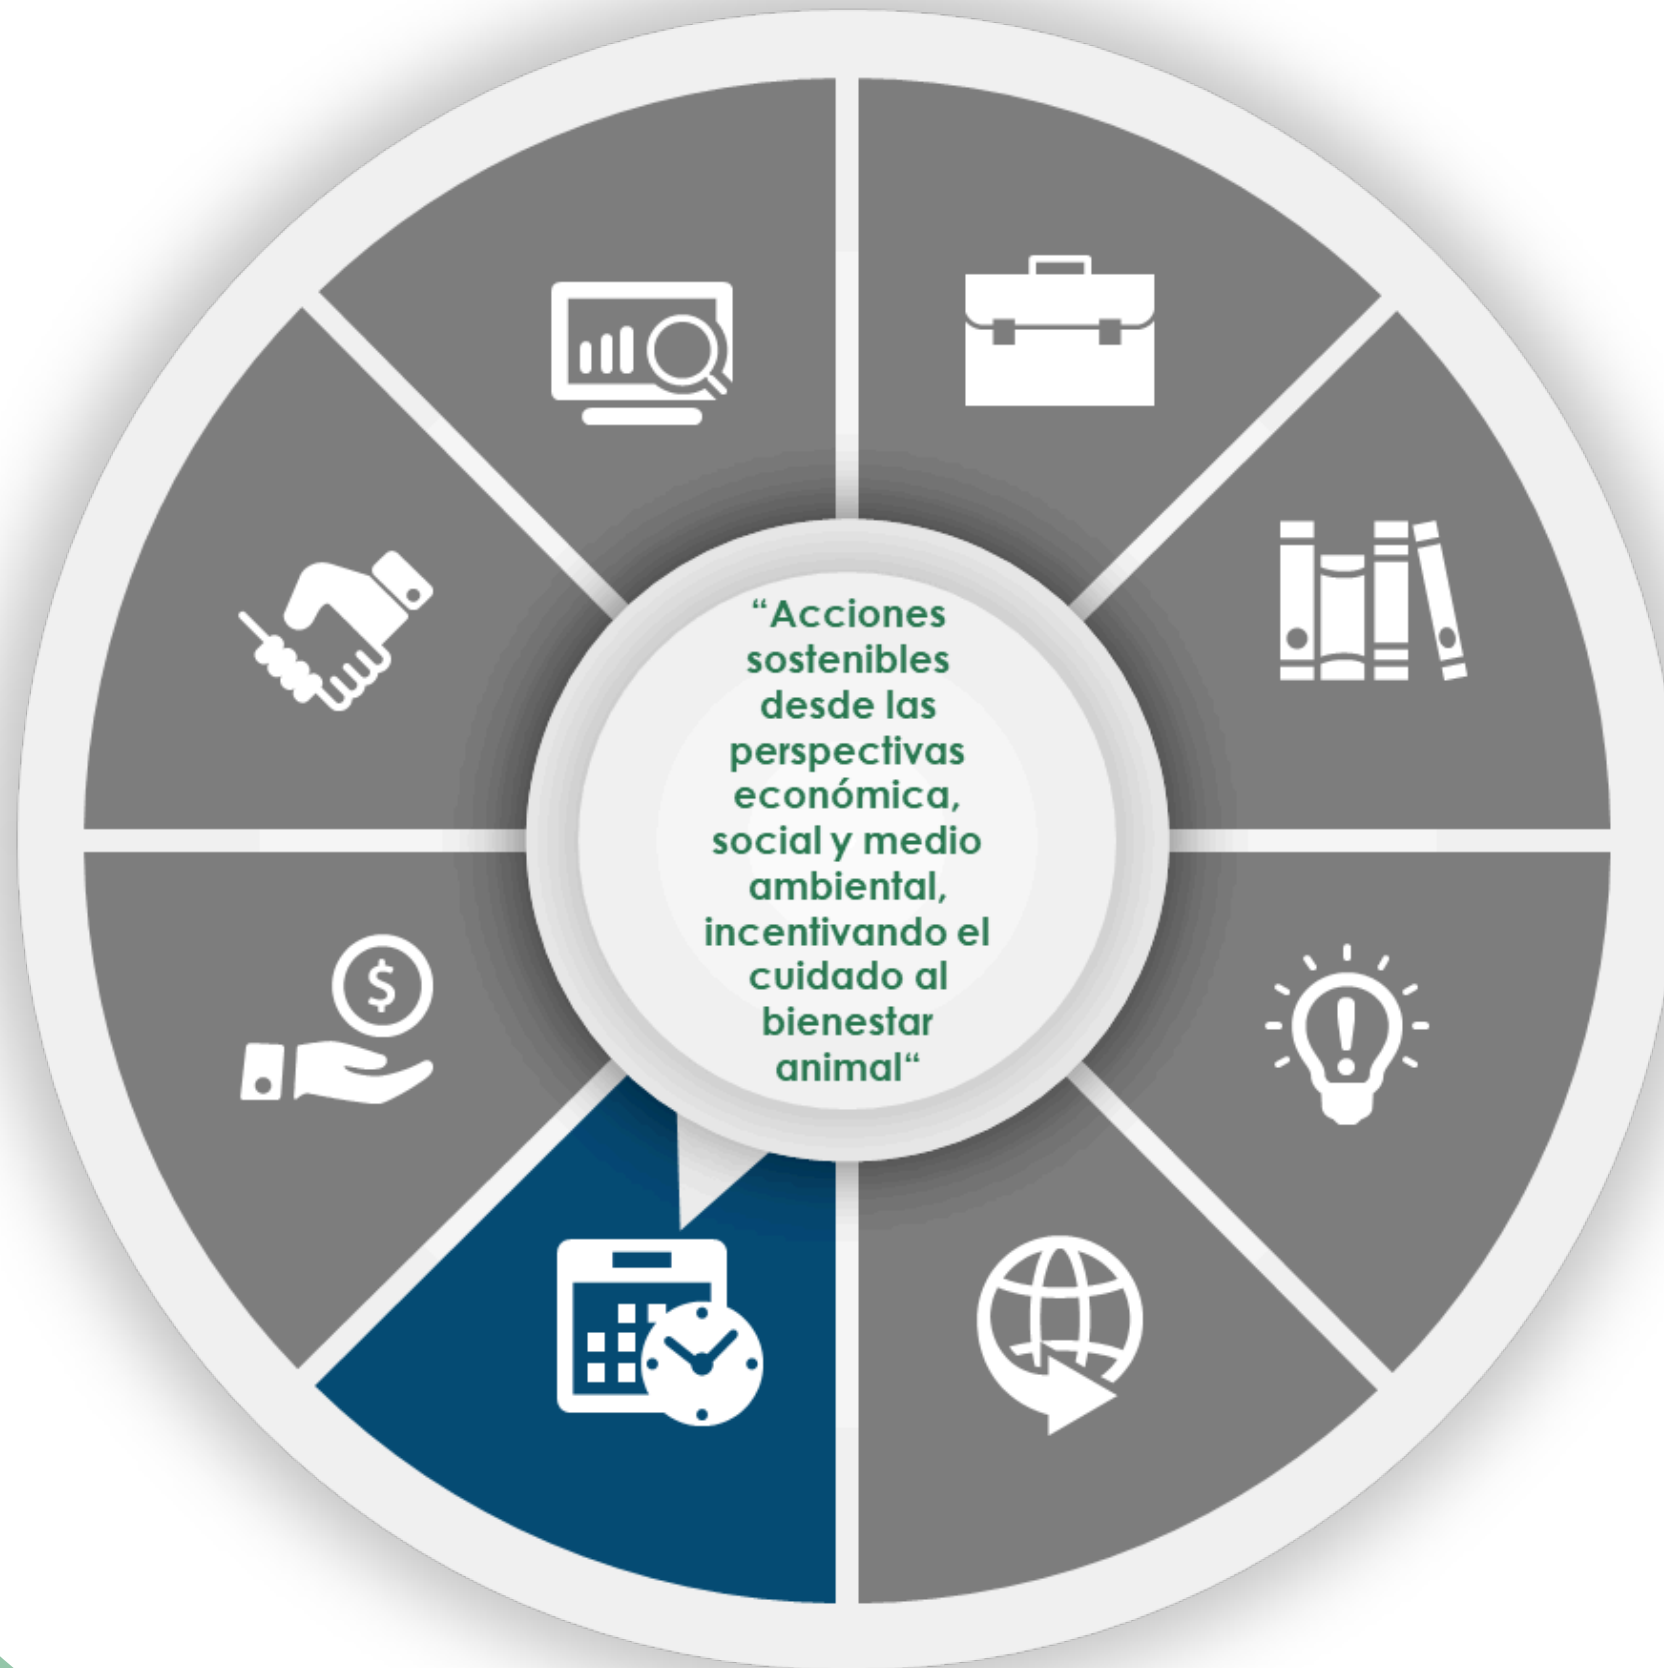 “Acciones
sostenibles
desde las
perspectivas
económica,
social y medio
ambiental,
incentivando el
cuidado al
bienestar
animal“
$
!